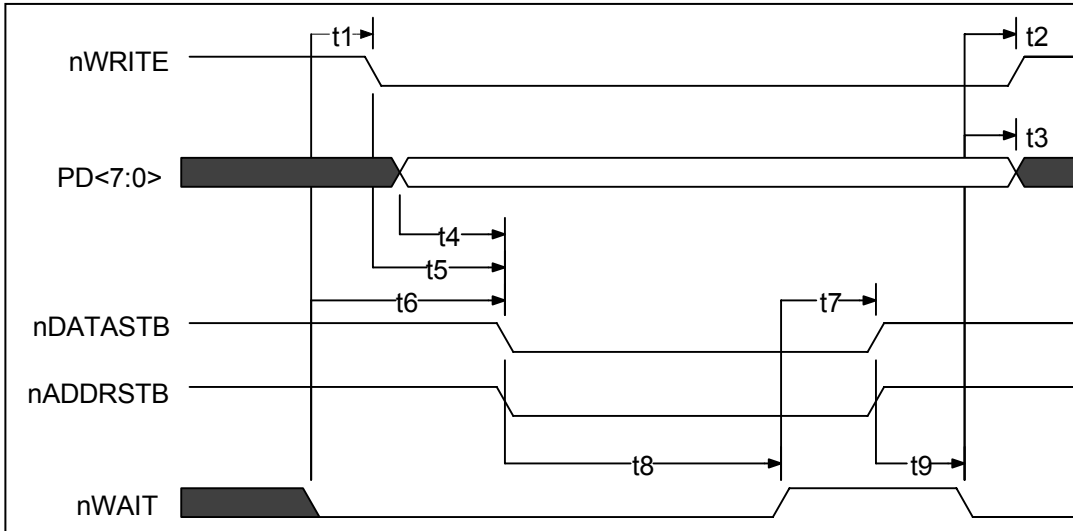 t1 t2
nWRITE
t3
PD<7:0>
t4
t5
t6 t7
nDATASTB
nADDRSTB
t8 t9
nWAIT